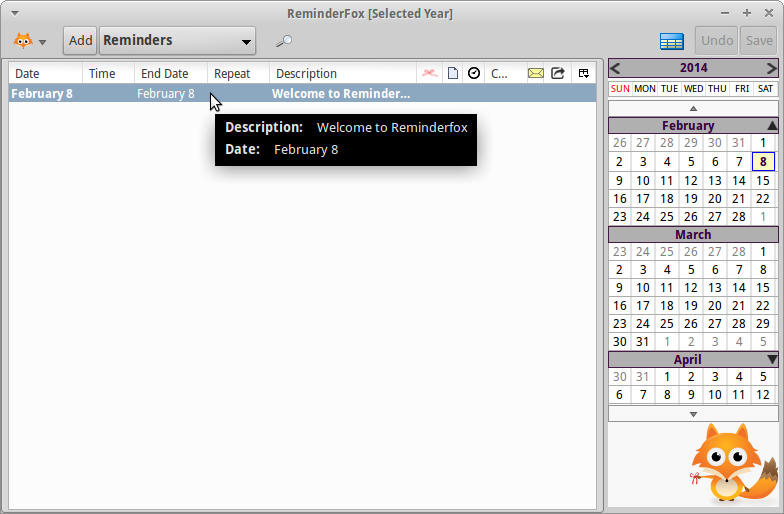 ReminderFox [Selected Year]
Add Reminders Undo Save
Date Time End Date Repeat Description C...
February 8 February 8 Welcome to Reminder...
Description: Welcome to Reminderfox
Date: February 8
2014
SUN MON TUE WED THU FRI SAT
February
26 27 28 29 30 31 1
2 3 4 5 6 7 8
9 10 11 12 13 14 15
16 17 18 19 20 21 22
23 24 25 26 27 28 1
March
23 24 25 26 27 28 1
2 3 4 5 6 7 8
9 10 11 12 13 14 15
16 17 18 19 20 21 22
23 24 25 26 27 28 29
30 31 1 2 3 4 5
April
30 31 1 2 3 4 5
6 7 8 9 10 11 12